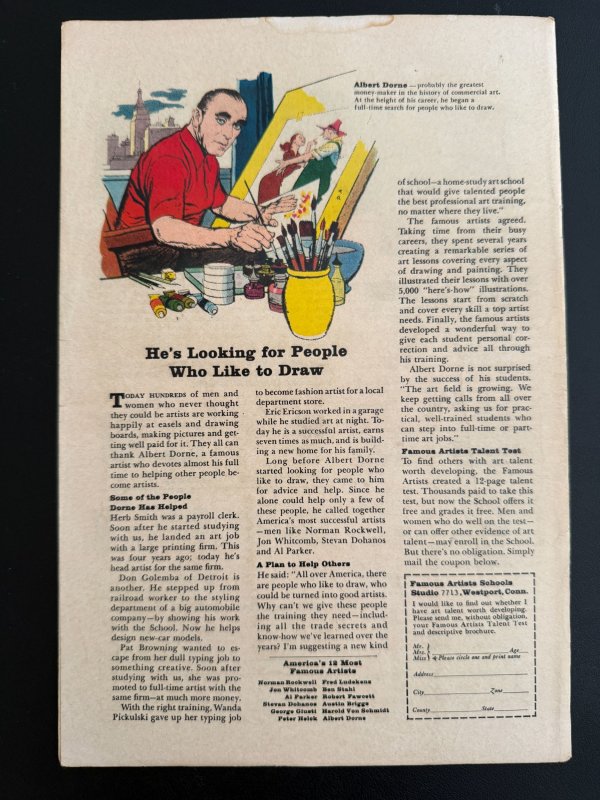 Albert Dorne — probably the greatest
money-maker in the history of commercial art.
At the height of his career, he began a
full-time search for people who like to draw.
He's Looking for People
Who Like to Draw
TODAY HUNDREDS of men and
women who never thought
they could be artists are working
happily at easels and drawing
boards, making pictures and get-
ting well paid for it. They all can
thank Albert Dorne, a famous
artist who devotes almost his full
time to helping other people be-
come artists.
Some of the People
Dorne Has Helped
Herb Smith was a payroll clerk.
Soon after he started studying
with us, he landed an art job
with a large printing firm. This
was four years ago; today he's
head artist for the same firm.
Don Golemba of Detroit is
another. He stepped up from
railroad worker to the styling
department of a big automobile
company—by showing his work
with the School. Now he helps
design new-car models.
Pat Browning wanted to es-
cape from her dull typing job to
something creative. Soon after
studying with us, she was pro-
moted to full-time artist with the
same firm—at much more money.
With the right training, Wanda
Pickulski gave up her typing job
to become fashion artist for a local
department store.
Eric Ericson worked in a garage
while he studied art at night. To-
day he is a successful artist, earns
seven times as much, and is build-
ing a new home for his family.
Long before Albert Dorne
started looking for people who
like to draw, they came to him
for advice and help. Since he
alone could help only a few of
these people, he called together
America's most successful artists
—men like Norman Rockwell,
Jon Whitcomb, Stevan Dohanos
and Al Parker.
A Plan to Help Others
He said: "All over America, there
are people who like to draw, who
could be turned into good artists.
Why can't we give these people
the training they need—includ-
ing all the trade secrets and
know-how we've learned over the
years? I'm suggesting a new kind
America's 12 Most
Famous Artists
Norman Rockwell Fred Ludekens
Jon Whitcomb Ben Stahl
Al Parker Robert Fawcett
Stevan Dohanos Austin Briggs
George Giusti Harold Von Schmidt
Peter Helck Albert Dorne
of school—a home-study art school
that would give talented people
the best professional art training,
no matter where they live."
The famous artists agreed.
Taking time from their busy
careers, they spent several years
creating a remarkable series of
art lessons covering every aspect
of drawing and painting. They
illustrated their lessons with over
5,000 "here's-how" illustrations.
The lessons start from scratch
and cover every skill a top artist
needs. Finally, the famous artists
developed a wonderful way to
give each student personal cor-
rection and advice all through
his training.
Albert Dorne is not surprised
by the success of his students.
"The art field is growing. We
keep getting calls from all over
the country, asking us for prac-
tical, well-trained students who
can step into full-time or part-
time art jobs."
Famous Artists Talent Test
To find others with art talent
worth developing, the Famous
Artists created a 12-page talent
test. Thousands paid to take this
test, but now the School offers it
free and grades it free. Men and
women who do well on the test—
or can offer other evidence of art
talent—may enroll in the School.
But there's no obligation. Simply
mail the coupon below.
Famous Artists Schools
Studio 7713, Westport, Conn.
I would like to find out whether I
have art talent worth developing.
Please send me, without obligation,
your Famous Artists Talent Test
and descriptive brochure.
Mr.
Mrs. Age
Miss Please circle one and print name
Address
City Zone
County State